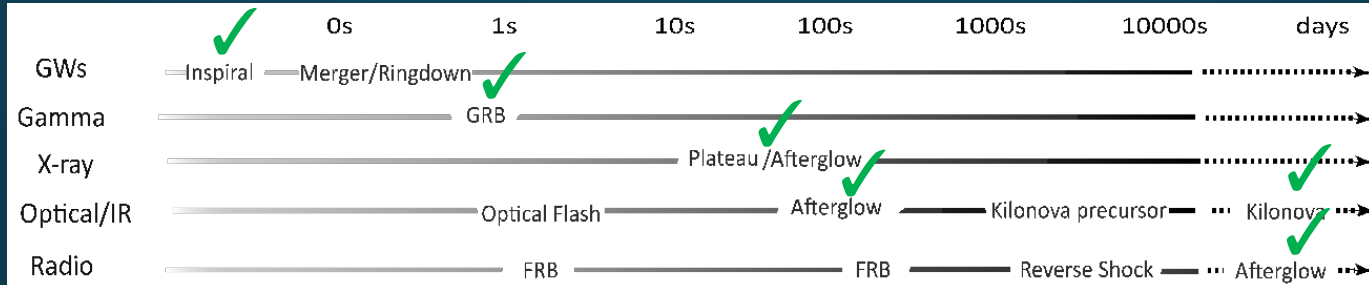 0s 1s 10s 100s 1000s 10000s days
GWs Inspiral Merger/Ringdown
Gamma GRB
X-ray Plateau /Afterglow
Optical/IR Optical Flash Afterglow Kilonova precursor Kilonova
Radio FRB FRB Reverse Shock Afterglow